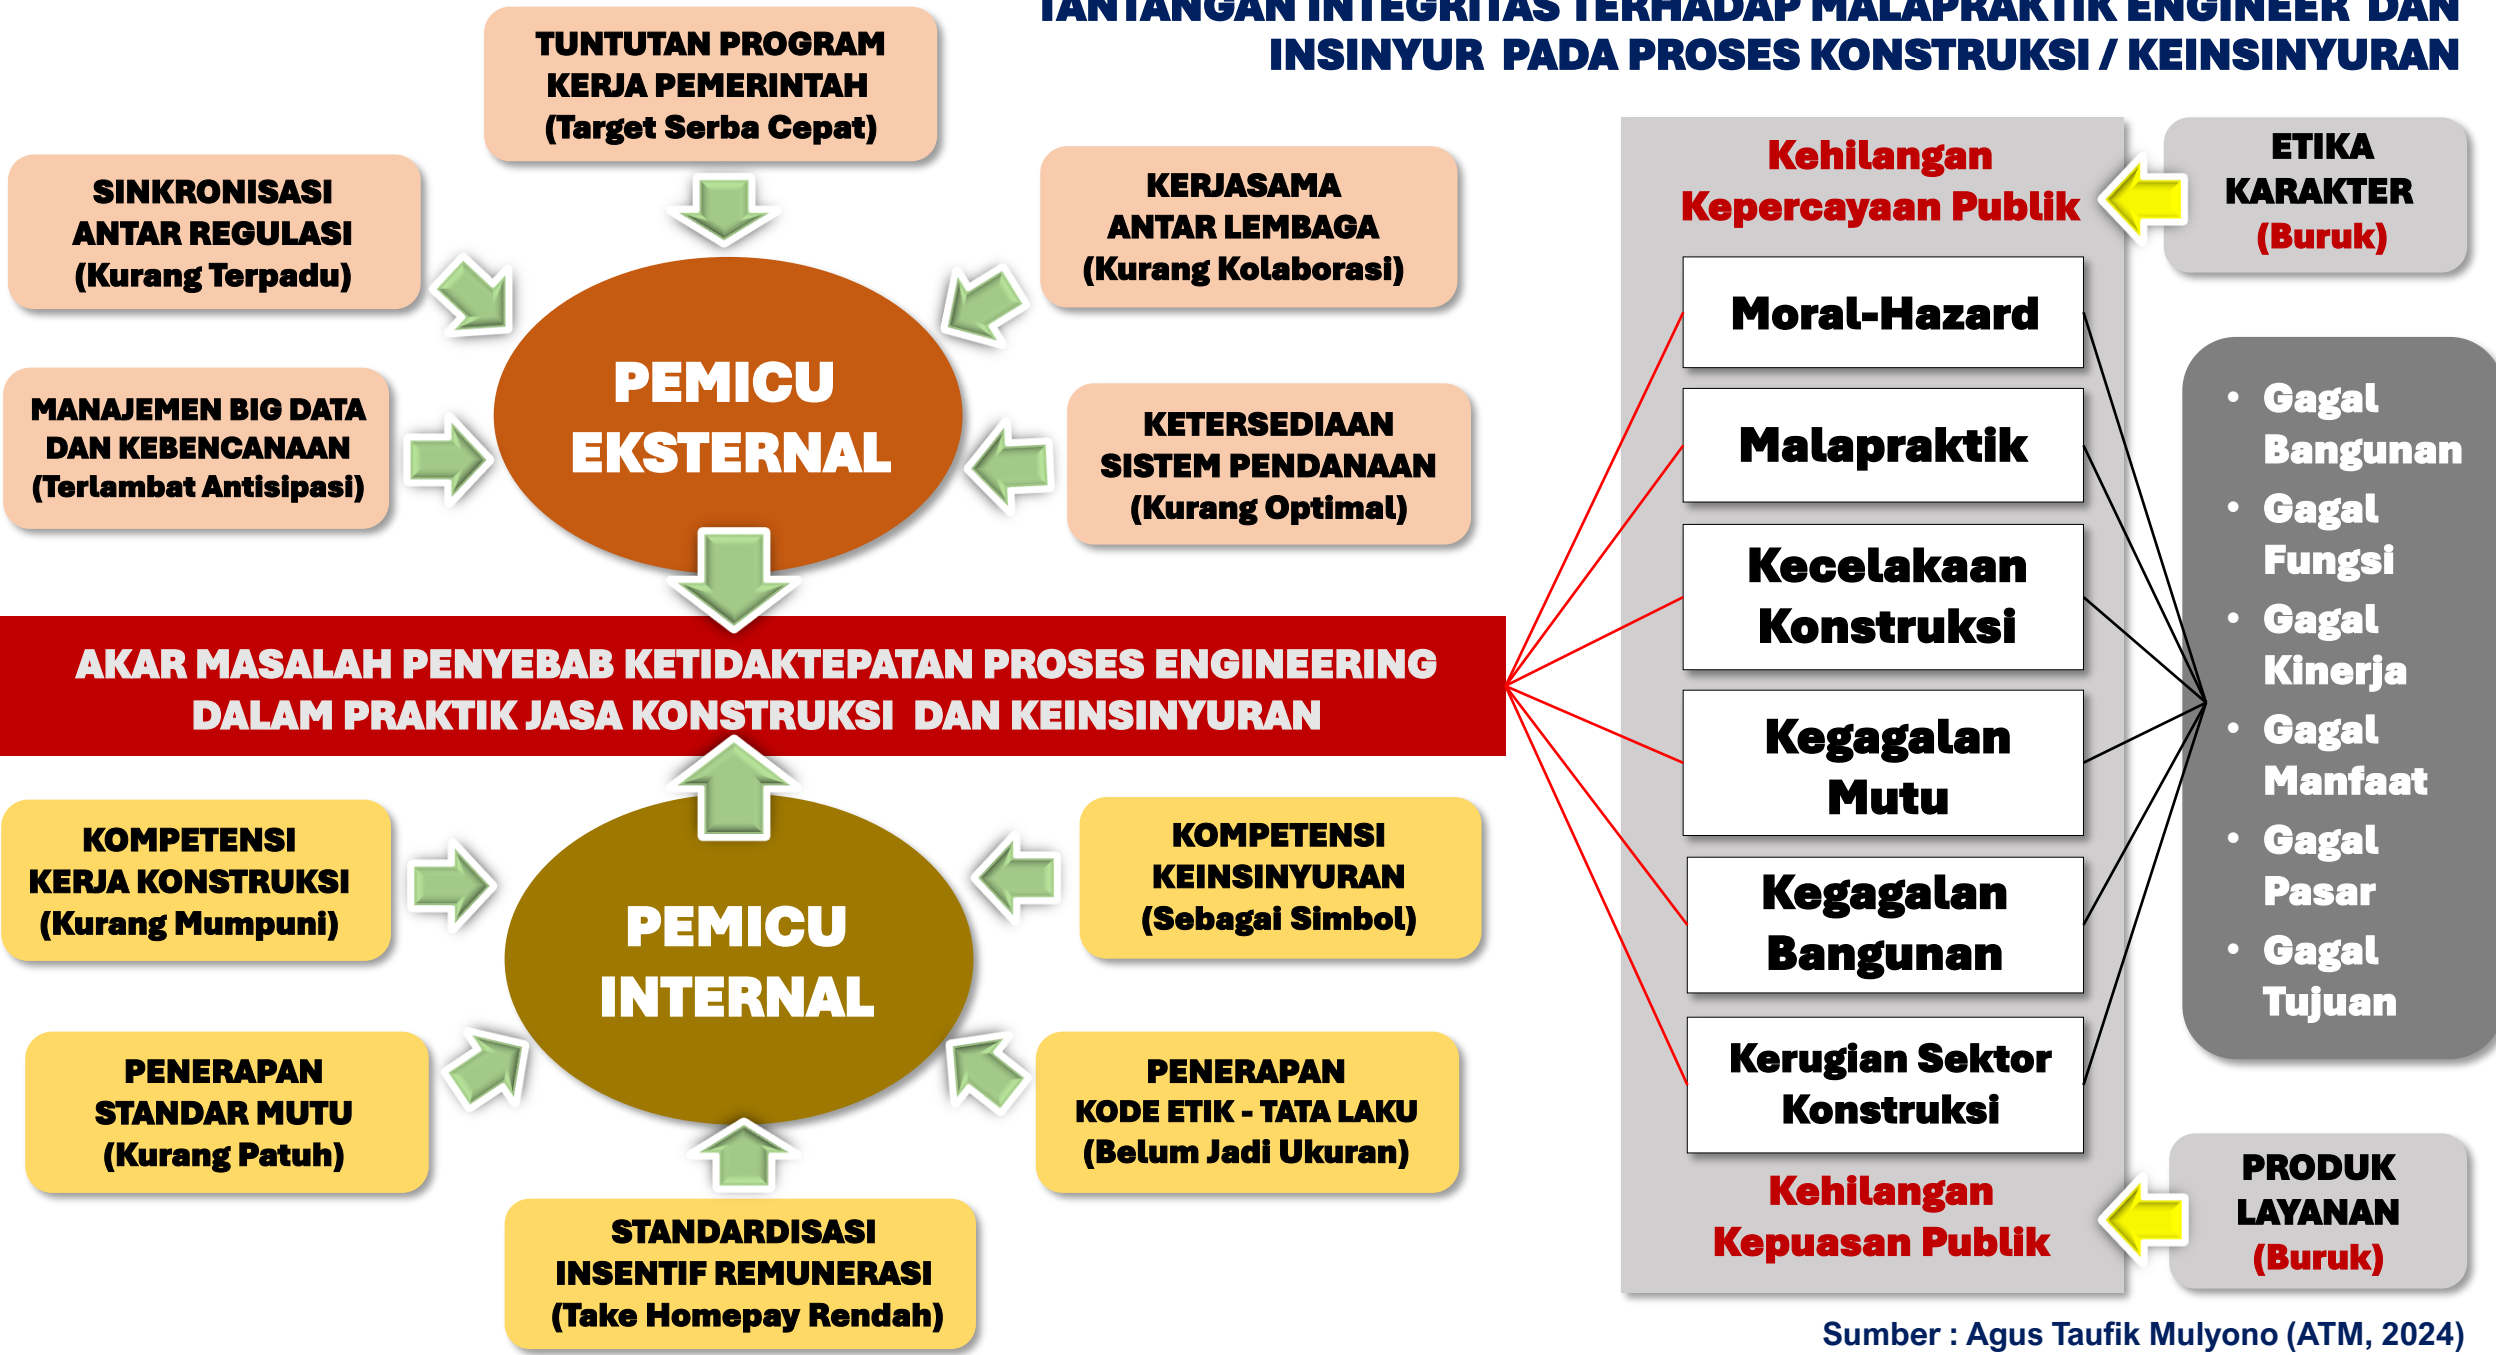 TANTANGAN INTEGRITAS TERHADAP MALAPRAKTIK ENGINEER DAN
INSINYUR PADA PROSES KONSTRUKSI / KEINSINYURAN
TUNTUTAN PROGRAM
KERJA PEMERINTAH
(Target Serba Cepat)
SINKRONISASI
ANTAR REGULASI
(Kurang Terpadu)
KERJASAMA
ANTAR LEMBAGA
(Kurang Kolaborasi)
MANAJEMEN BIG DATA
DAN KEBENCANAAN
(Terlambat Antisipasi)
PEMICU
EKSTERNAL
KETERSEDIAAN
SISTEM PENDANAAN
(Kurang Optimal)
AKAR MASALAH PENYEBAB KETIDAKTEPATAN PROSES ENGINEERING
DALAM PRAKTIK JASA KONSTRUKSI DAN KEINSINYURAN
KOMPETENSI
KERJA KONSTRUKSI
(Kurang Mumpuni)
PEMICU
INTERNAL
KOMPETENSI
KEINSINYURAN
(Sebagai Simbol)
PENERAPAN
STANDAR MUTU
(Kurang Patuh)
PENERAPAN
KODE ETIK - TATA LAKU
(Belum Jadi Ukuran)
STANDARDISASI
INSENTIF REMUNERASI
(Take Homepay Rendah)
Kehilangan
Kepercayaan Publik
Moral-Hazard
Malapraktik
Kecelakaan
Konstruksi
Kegagalan
Mutu
Kegagalan
Bangunan
Kerugian Sektor
Konstruksi
Kehilangan
Kepuasan Publik
ETIKA
KARAKTER
(Buruk)
• Gagal
Bangunan
• Gagal
Fungsi
• Gagal
Kinerja
• Gagal
Manfaat
• Gagal
Pasar
• Gagal
Tujuan
PRODUK
LAYANAN
(Buruk)
Sumber : Agus Taufik Mulyono (ATM, 2024)